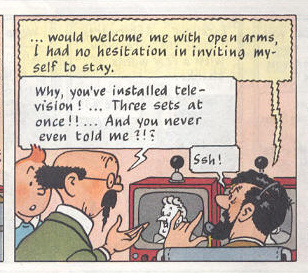 ... would welcome me with open arms,
I had no hesitation in inviting my-
self to stay.
Why, you've installed tele-
vision! ... Three sets at
once!! ... And you never
even told me?!?
Ssh!